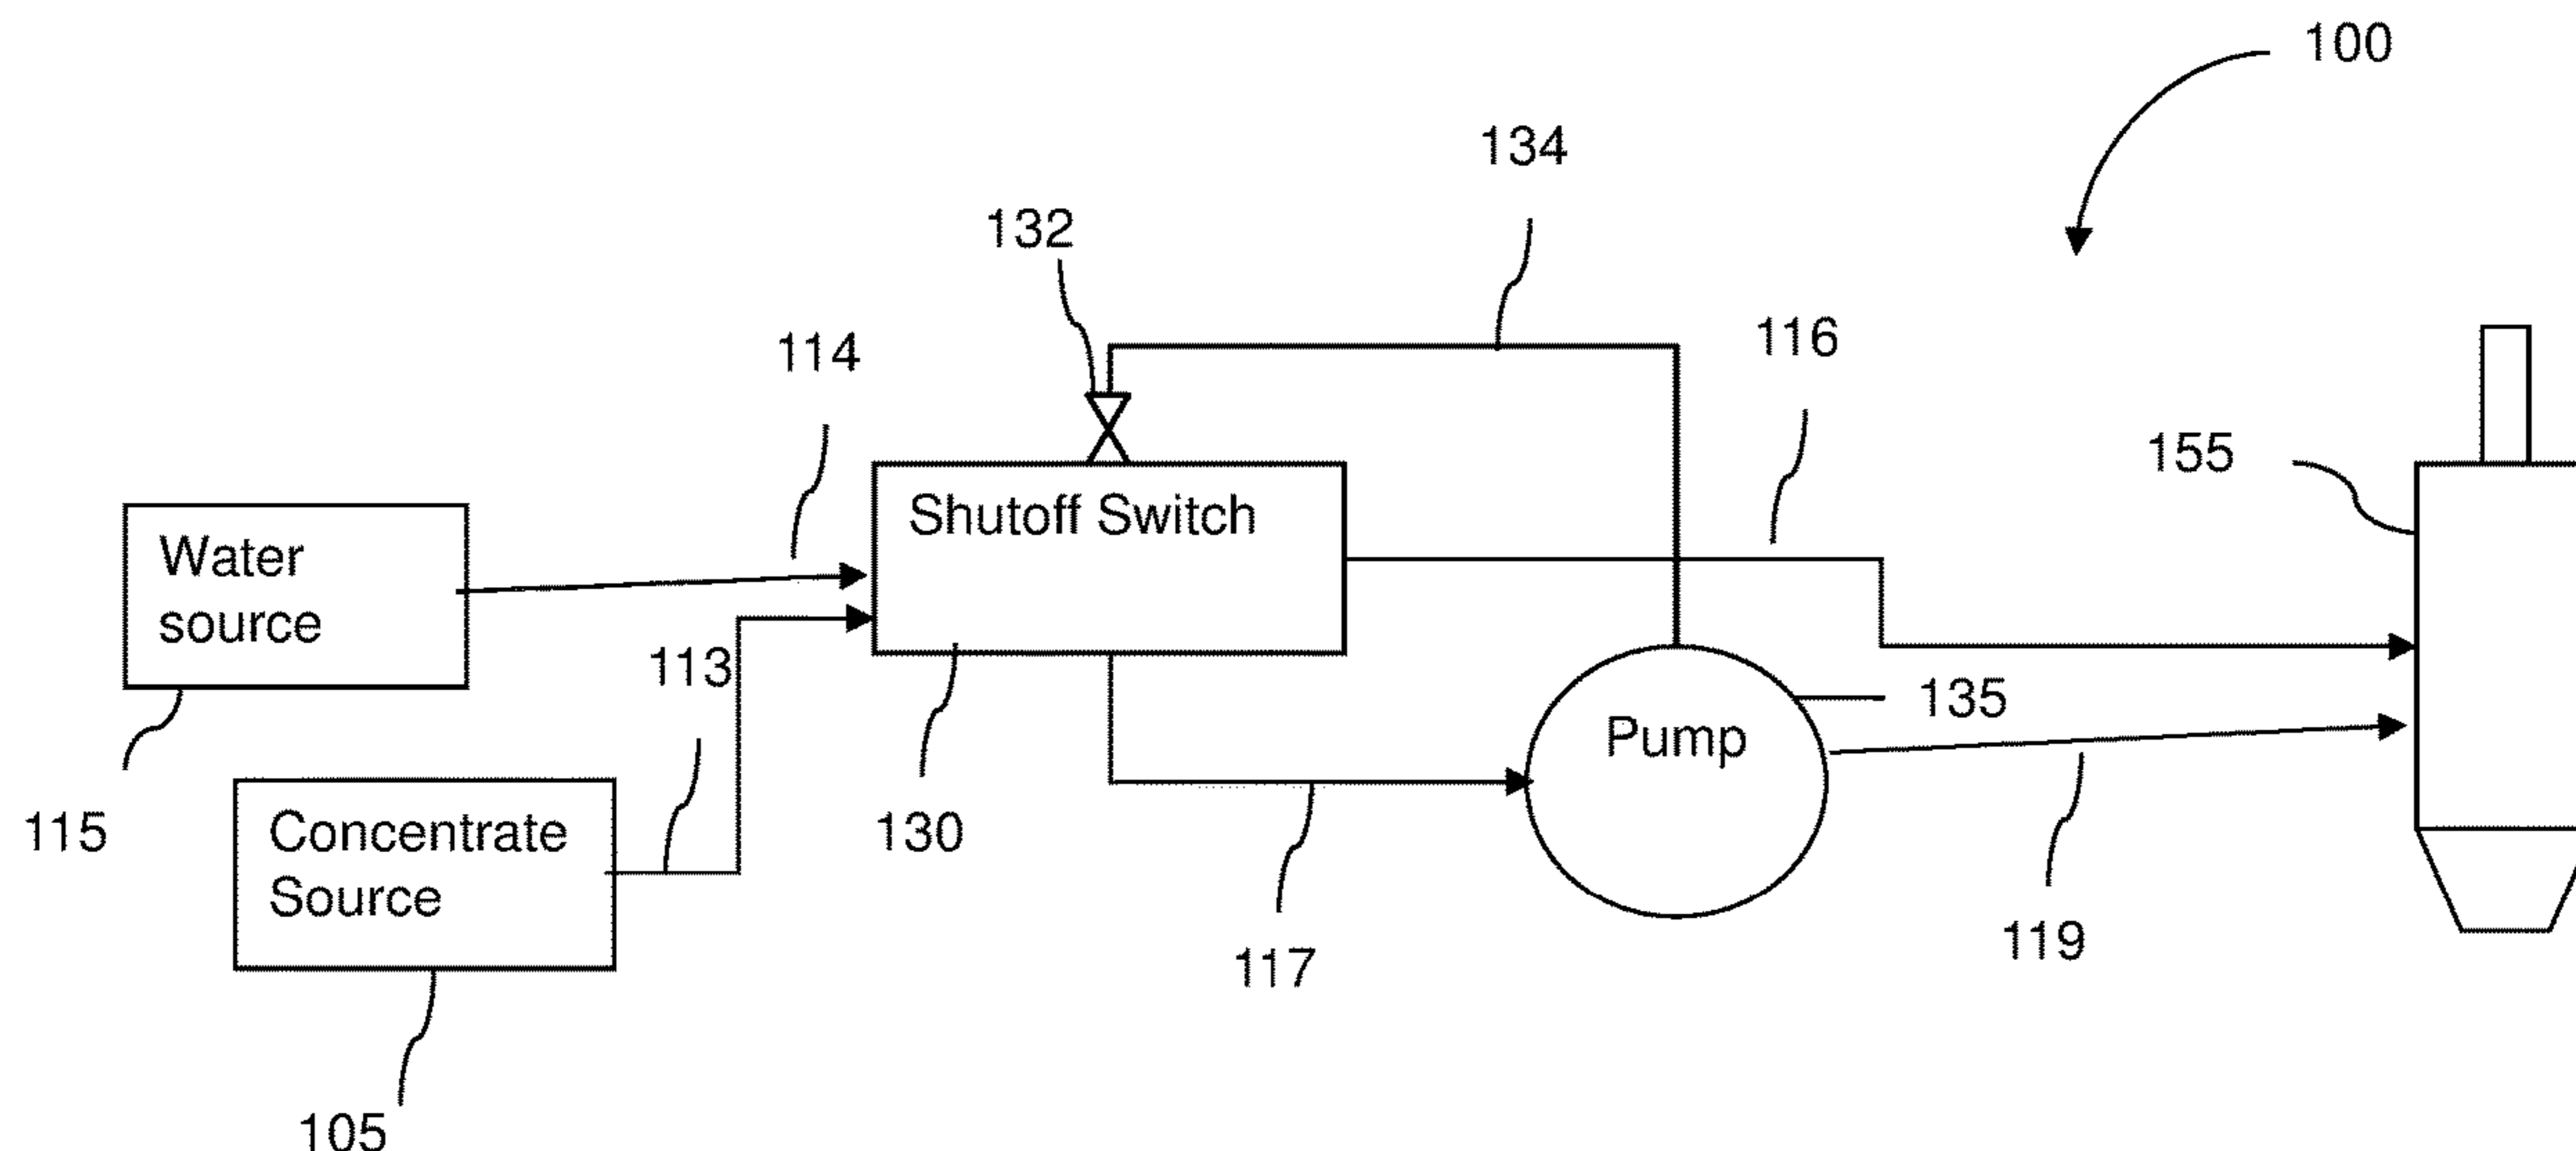 100
134
132
116
114
155
Shutoff Switch
Water
source
113
135
Pump
115
Concentrate
Source
130
119
117
105